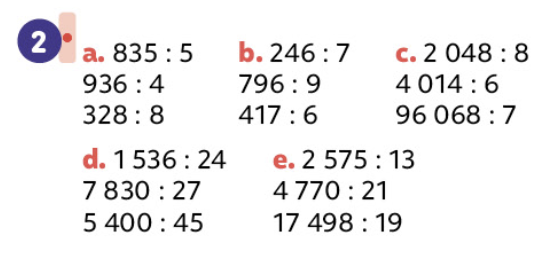 2
a. 835 : 5 b. 246 : 7 c. 2 048 : 8
936 : 4 796 : 9 4 014 : 6
328 : 8 417 : 6 96 068 : 7
d. 1 536 : 24 e. 2 575 : 13
7 830 : 27 4 770 : 21
5 400 : 45 17 498 : 19